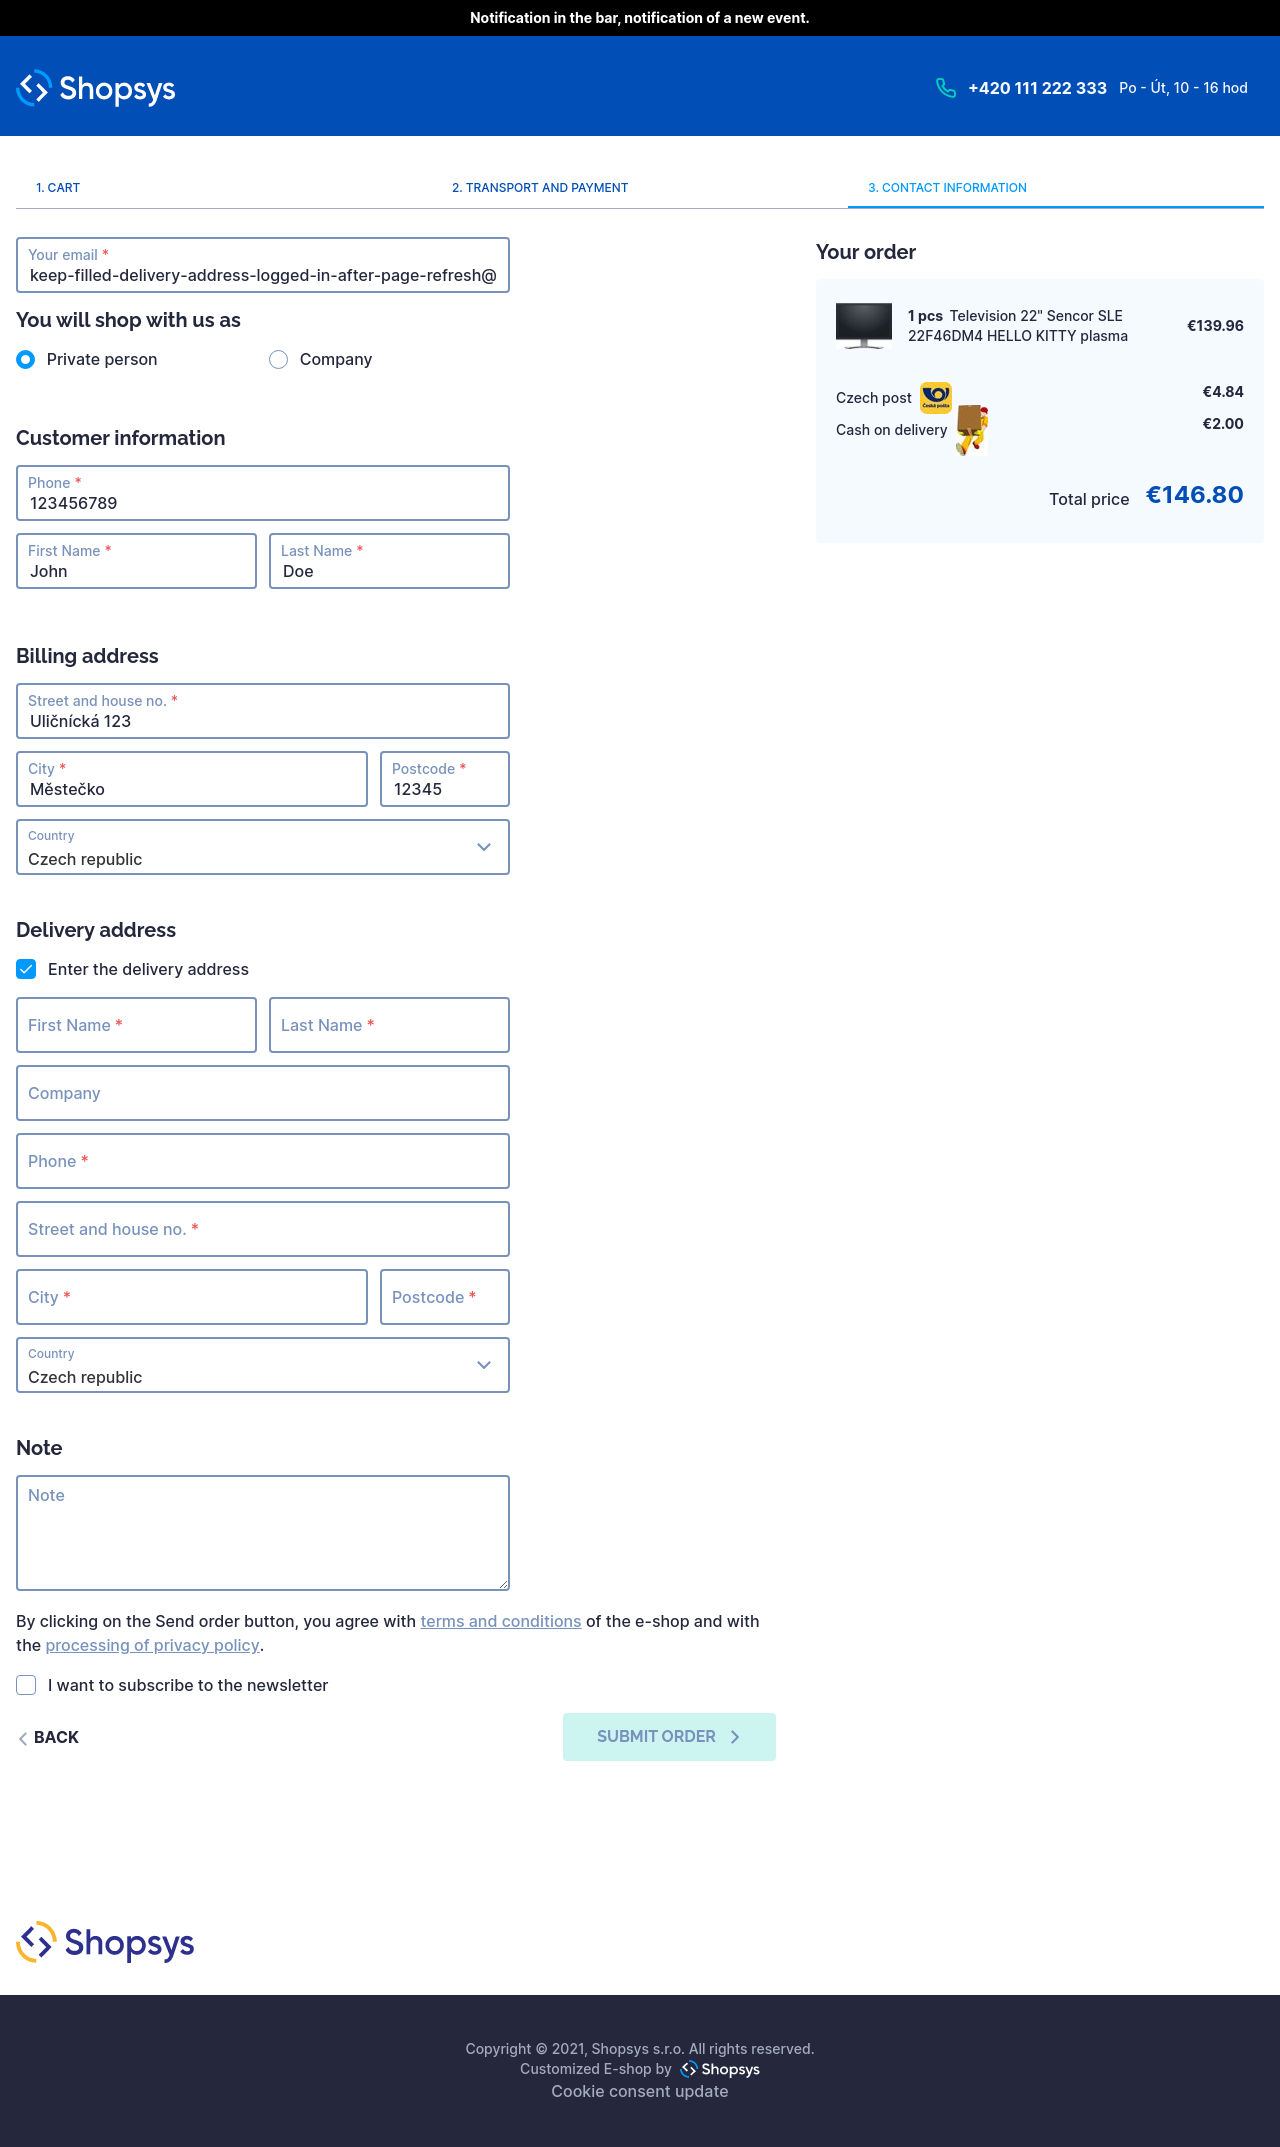 Notification in the bar, notification of a new event.
Shopsys
+420 111 222 333 Po - Út, 10 - 16 hod
1. CART
2. TRANSPORT AND PAYMENT
3. CONTACT INFORMATION
Your email *
keep-filled-delivery-address-logged-in-after-page-refresh@
You will shop with us as
Private person
Company
Customer information
Phone *
123456789
First Name *
John
Last Name *
Doe
Billing address
Street and house no. *
Uličnícká 123
City *
Městečko
Postcode *
12345
Country
Czech republic
Delivery address
Enter the delivery address
First Name *
Last Name *
Company
Phone *
Street and house no. *
City *
Postcode *
Country
Czech republic
Note
Note
By clicking on the Send order button, you agree with terms and conditions of the e-shop and with
the processing of privacy policy.
I want to subscribe to the newsletter
BACK
SUBMIT ORDER
Your order
1 pcs Television 22" Sencor SLE
22F46DM4 HELLO KITTY plasma
€139.96
Czech post
Česká pošta
€4.84
Cash on delivery
€2.00
Total price €146.80
Shopsys
Copyright © 2021, Shopsys s.r.o. All rights reserved.
Customized E-shop by Shopsys
Cookie consent update